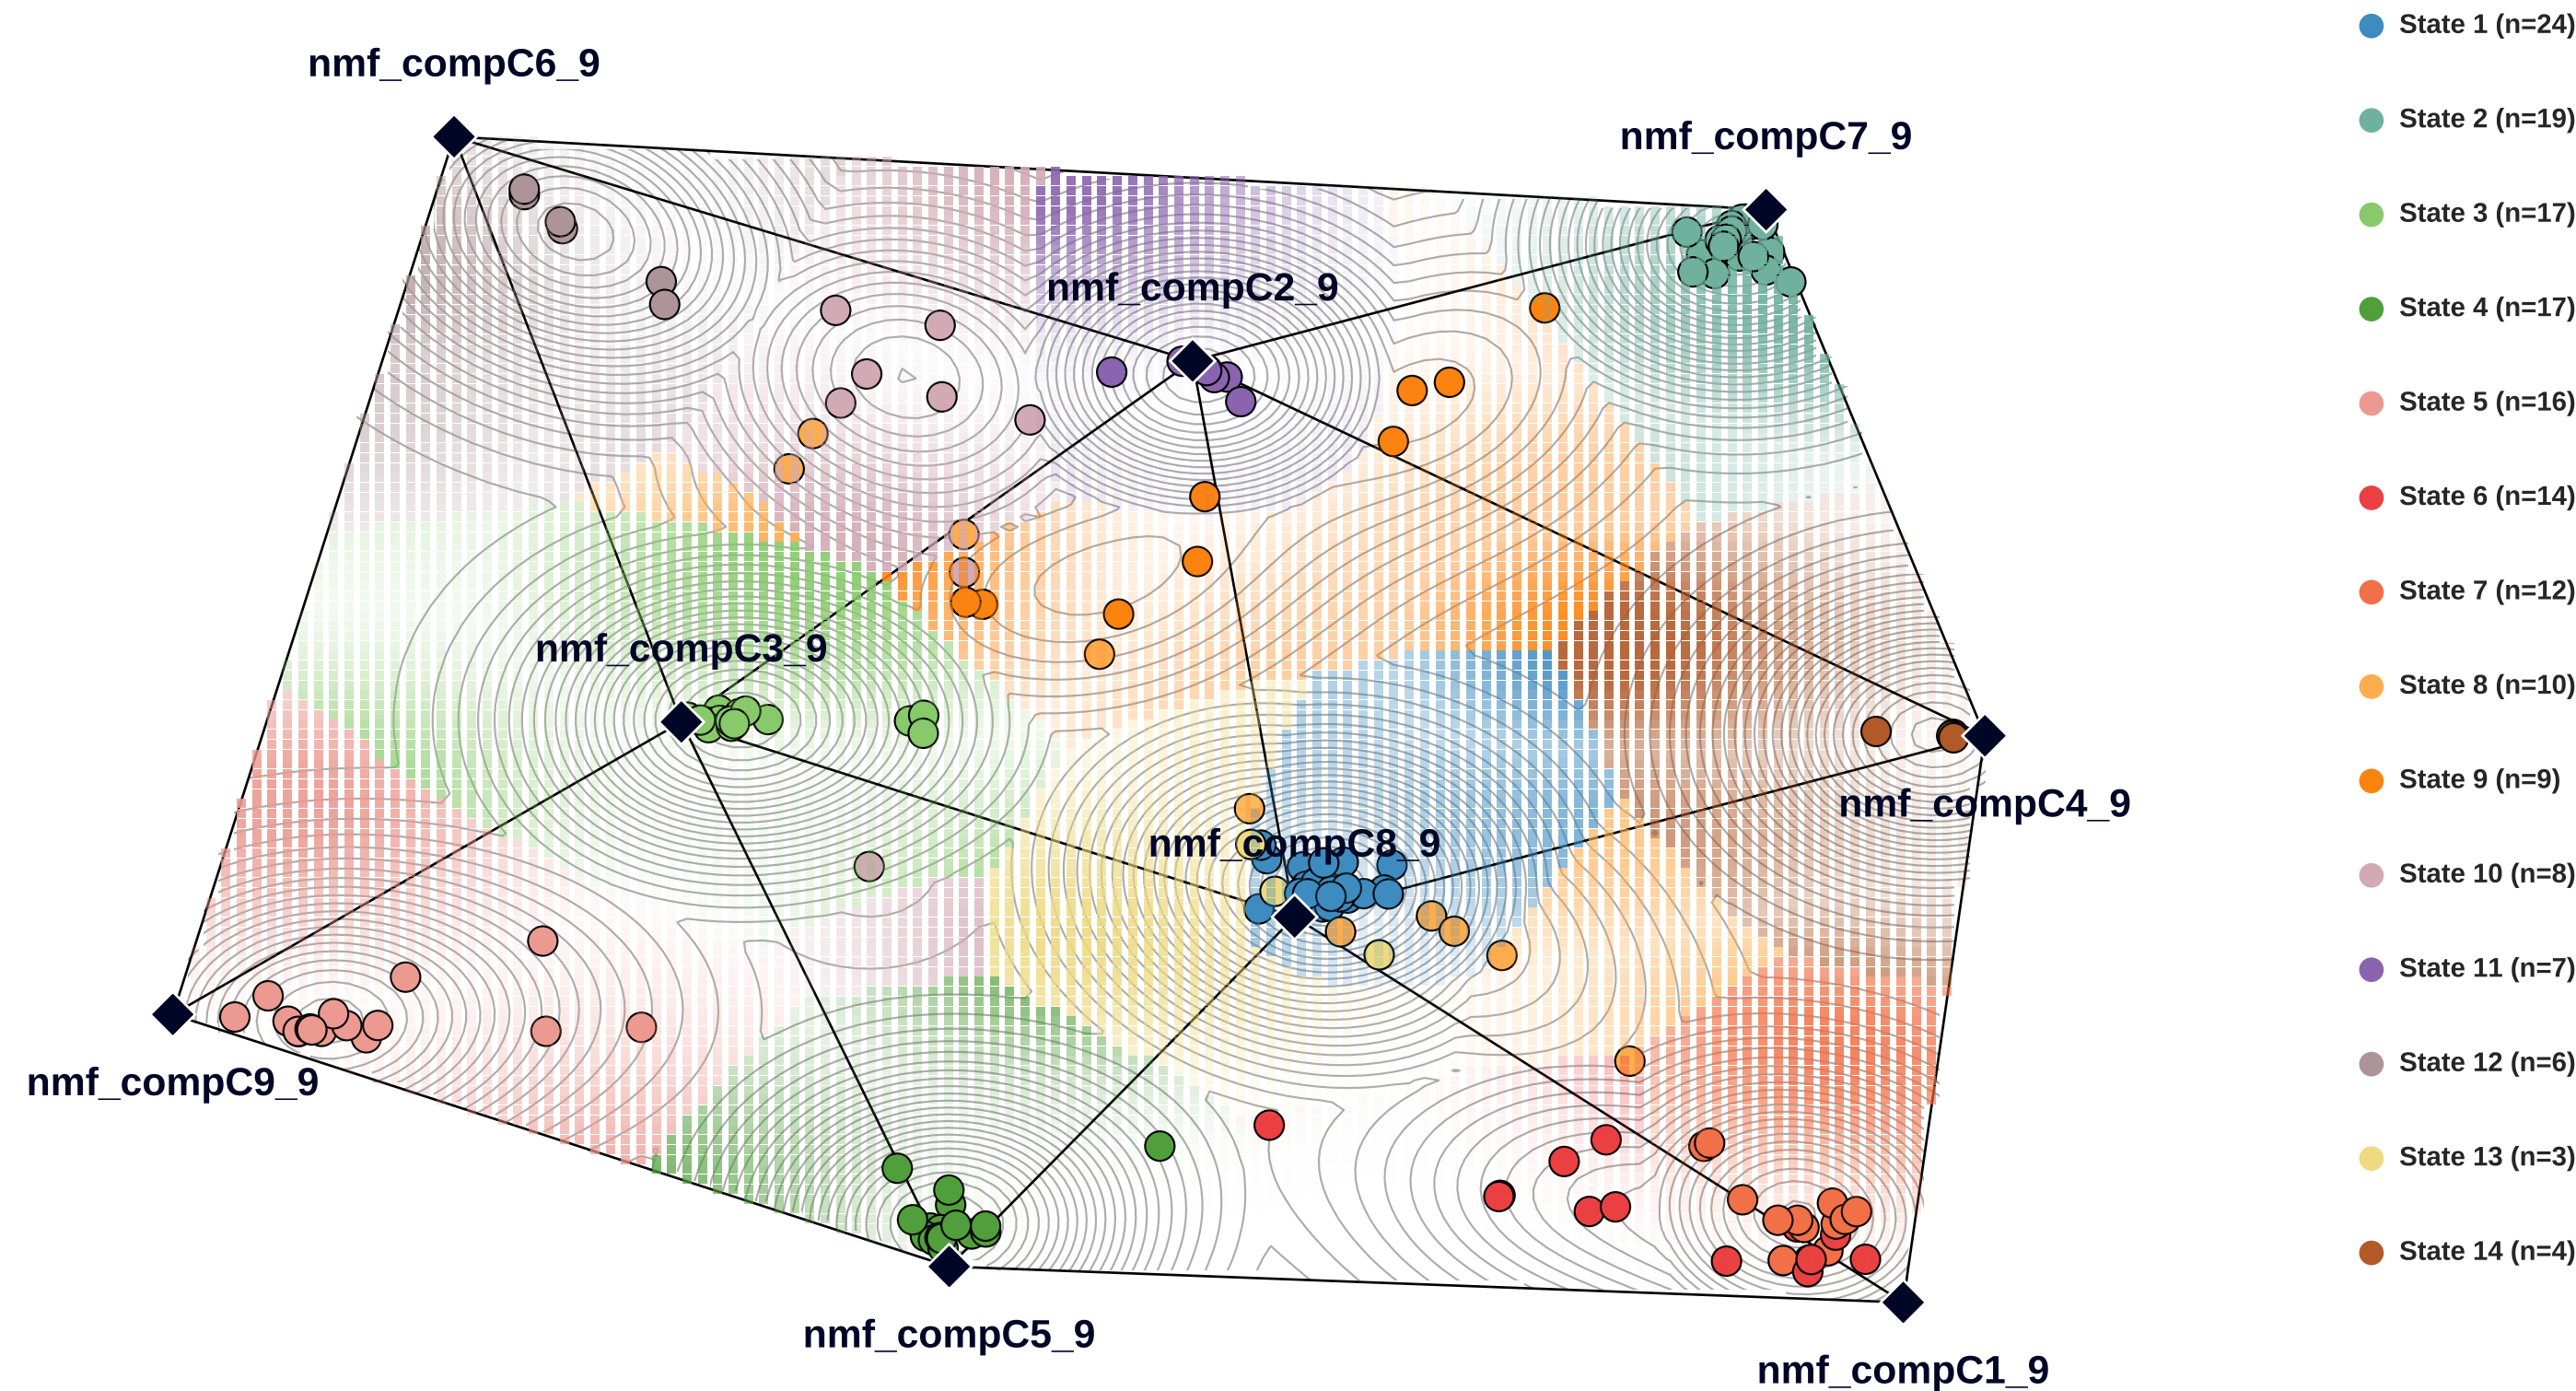 nmf_compC6_9
nmf_compC7_9
nmf_compC2_9
nmf_compC3_9
nmf_compC4_9
nmf_compC8_9
nmf_compC9_9
nmf_compC5_9
nmf_compC1_9
State 1 (n=24)
State 2 (n=19)
State 3 (n=17)
State 4 (n=17)
State 5 (n=16)
State 6 (n=14)
State 7 (n=12)
State 8 (n=10)
State 9 (n=9)
State 10 (n=8)
State 11 (n=7)
State 12 (n=6)
State 13 (n=3)
State 14 (n=4)